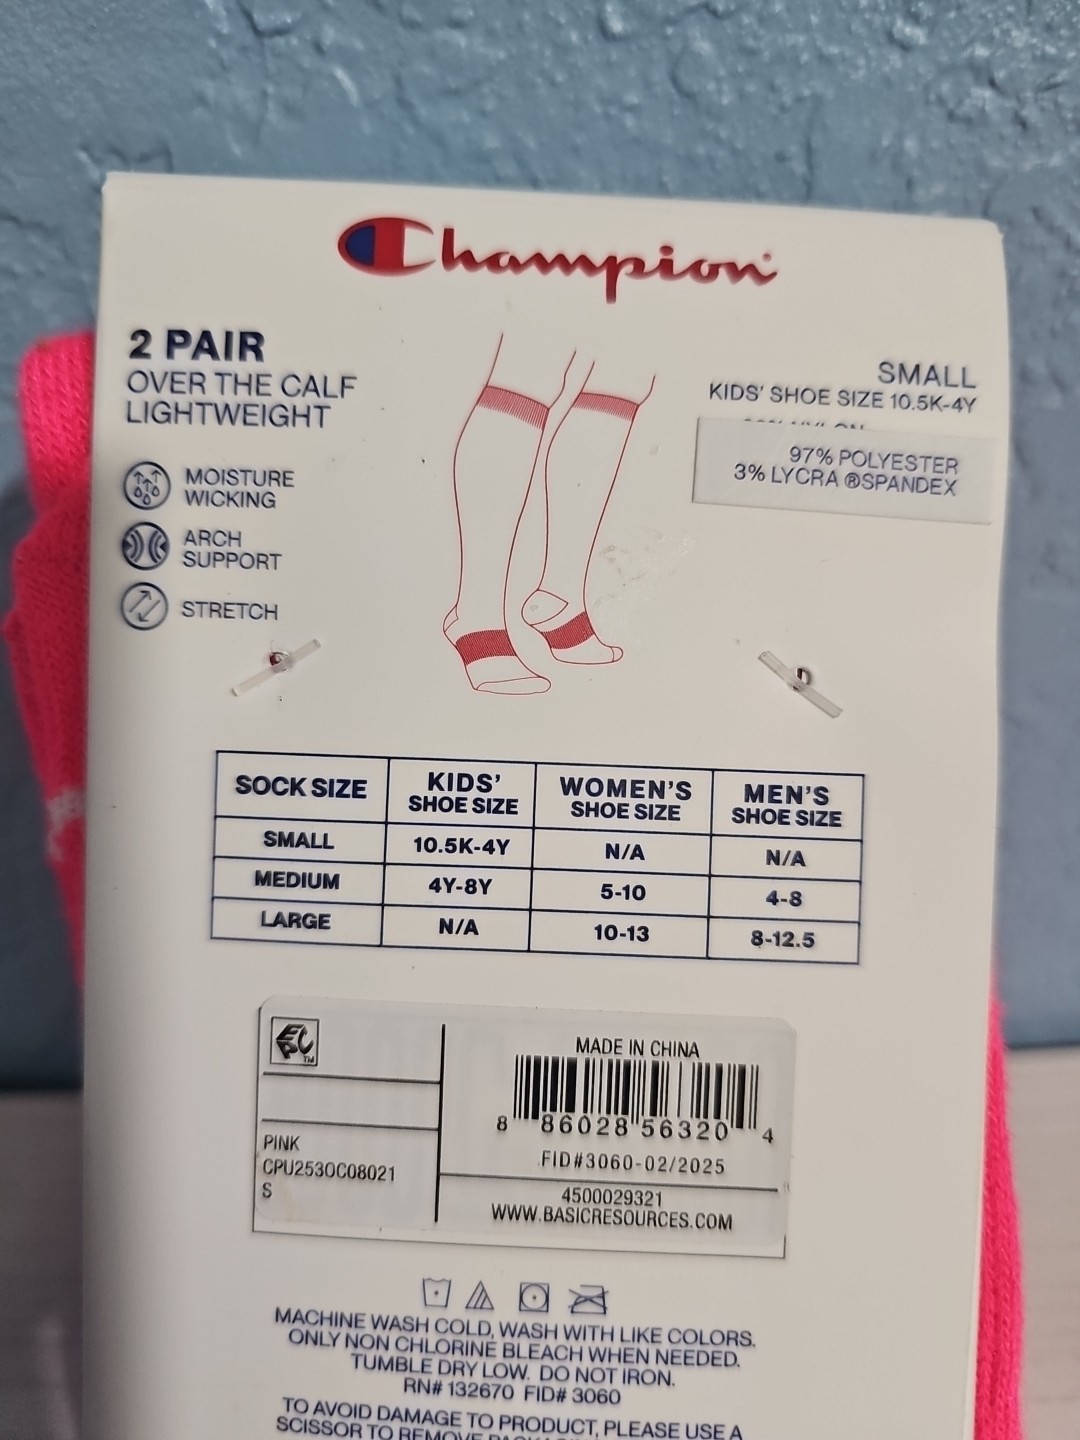 Champion
2 PAIR
OVER THE CALF
LIGHTWEIGHT
MOISTURE
WICKING
ARCH
SUPPORT
STRETCH
SMALL
KIDS' SHOE SIZE 10.5K-4Y
97% POLYESTER
3% LYCRA ®SPANDEX
SOCK SIZE KIDS' SHOE SIZE WOMEN'S SHOE SIZE MEN'S SHOE SIZE
SMALL 10.5K-4Y N/A N/A
MEDIUM 4Y-8Y 5-10 4-8
LARGE N/A 10-13 8-12.5
EPC TM
PINK
CPU2530C08021
S
MADE IN CHINA
8 86028 56320 4
FID#3060-02/2025
4500029321
WWW.BASICRESOURCES.COM
MACHINE WASH COLD, WASH WITH LIKE COLORS.
ONLY NON CHLORINE BLEACH WHEN NEEDED.
TUMBLE DRY LOW. DO NOT IRON.
RN# 132670 FID# 3060
TO AVOID DAMAGE TO PRODUCT, PLEASE USE A
SCISSOR TO REMOVE